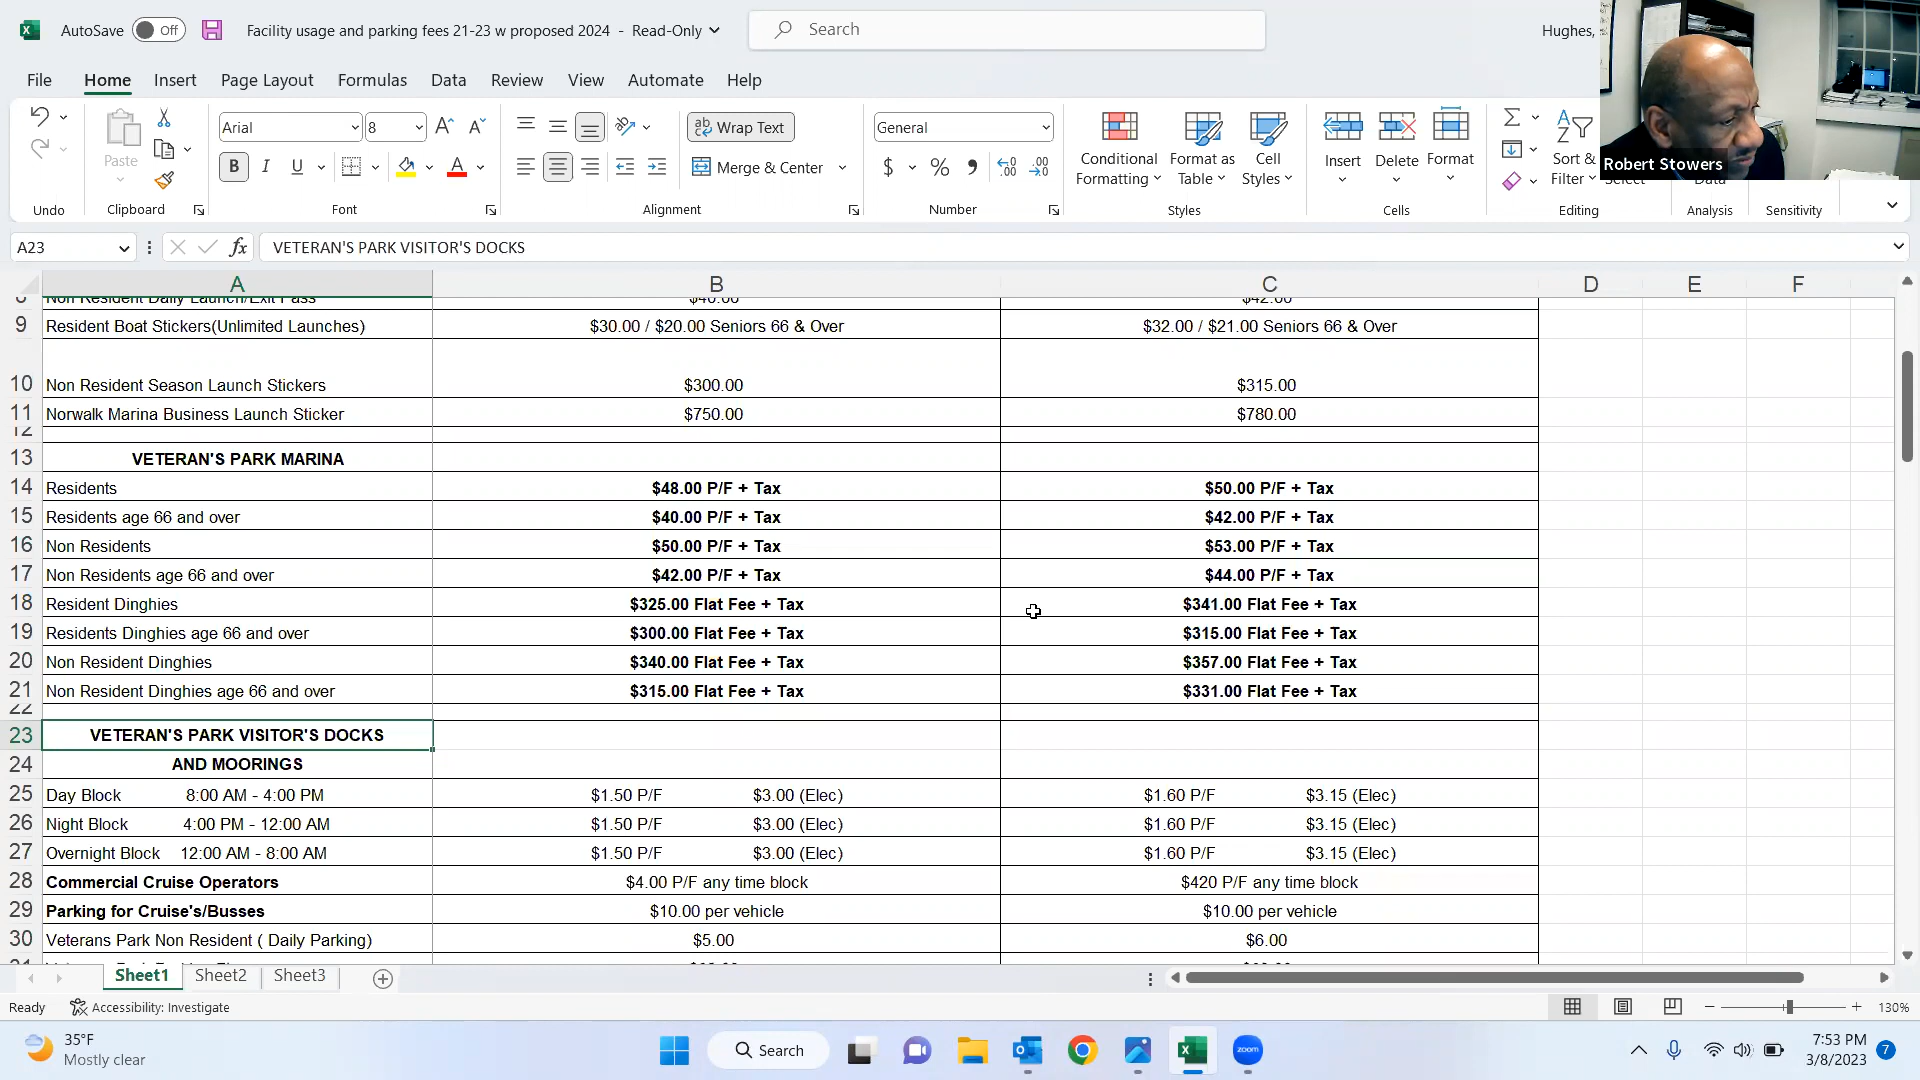 AutoSave Off Facility usage and parking fees 21-23 w proposed 2024 - Read-Only Search Hughes,
File Home Insert Page Layout Formulas Data Review View Automate Help
Arial 8 Wrap Text General
Paste B I U Merge & Center $ % Conditional Formatting Format as Table Cell Styles Insert Delete Format Sort & Filter Select Data
Robert Stowers
Undo Clipboard Font Alignment Number Styles Cells Editing Analysis Sensitivity
A23 fx VETERAN'S PARK VISITOR'S DOCKS
A B C D E F
8 Non Resident Daily Launch/Exit Pass $40.00 $42.00
9 Resident Boat Stickers(Unlimited Launches) $30.00 / $20.00 Seniors 66 & Over $32.00 / $21.00 Seniors 66 & Over
10 Non Resident Season Launch Stickers $300.00 $315.00
11 Norwalk Marina Business Launch Sticker $750.00 $780.00
12
13 VETERAN'S PARK MARINA
14 Residents $48.00 P/F + Tax $50.00 P/F + Tax
15 Residents age 66 and over $40.00 P/F + Tax $42.00 P/F + Tax
16 Non Residents $50.00 P/F + Tax $53.00 P/F + Tax
17 Non Residents age 66 and over $42.00 P/F + Tax $44.00 P/F + Tax
18 Resident Dinghies $325.00 Flat Fee + Tax $341.00 Flat Fee + Tax
19 Residents Dinghies age 66 and over $300.00 Flat Fee + Tax $315.00 Flat Fee + Tax
20 Non Resident Dinghies $340.00 Flat Fee + Tax $357.00 Flat Fee + Tax
21 Non Resident Dinghies age 66 and over $315.00 Flat Fee + Tax $331.00 Flat Fee + Tax
22
23 VETERAN'S PARK VISITOR'S DOCKS
24 AND MOORINGS
25 Day Block 8:00 AM - 4:00 PM $1.50 P/F $3.00 (Elec) $1.60 P/F $3.15 (Elec)
26 Night Block 4:00 PM - 12:00 AM $1.50 P/F $3.00 (Elec) $1.60 P/F $3.15 (Elec)
27 Overnight Block 12:00 AM - 8:00 AM $1.50 P/F $3.00 (Elec) $1.60 P/F $3.15 (Elec)
28 Commercial Cruise Operators $4.00 P/F any time block $420 P/F any time block
29 Parking for Cruise's/Busses $10.00 per vehicle $10.00 per vehicle
30 Veterans Park Non Resident ( Daily Parking) $5.00 $6.00
Sheet1 Sheet2 Sheet3
Ready Accessibility: Investigate 130%
35°F
Mostly clear
Search
zoom
7:53 PM
3/8/2023
7